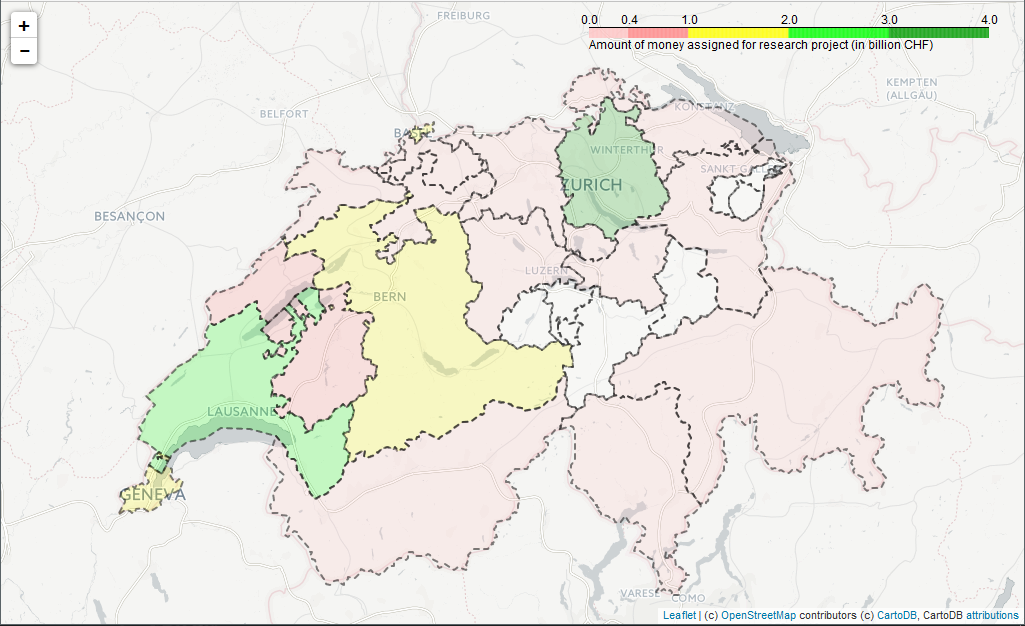 +
−
FREIBURG
0.0 0.4 1.0 2.0 3.0 4.0
Amount of money assigned for research project (in billion CHF)
KEMPTEN
(ALLGÄU)
BELFORT
KONSTANZ
BASEL
WINTERTHUR
SANKT GALLEN
ZURICH
BESANÇON
LUZERN
BERN
LAUSANNE
GENEVA
VARESE
COMO
Leaflet | (c) OpenStreetMap contributors (c) CartoDB, CartoDB attributions